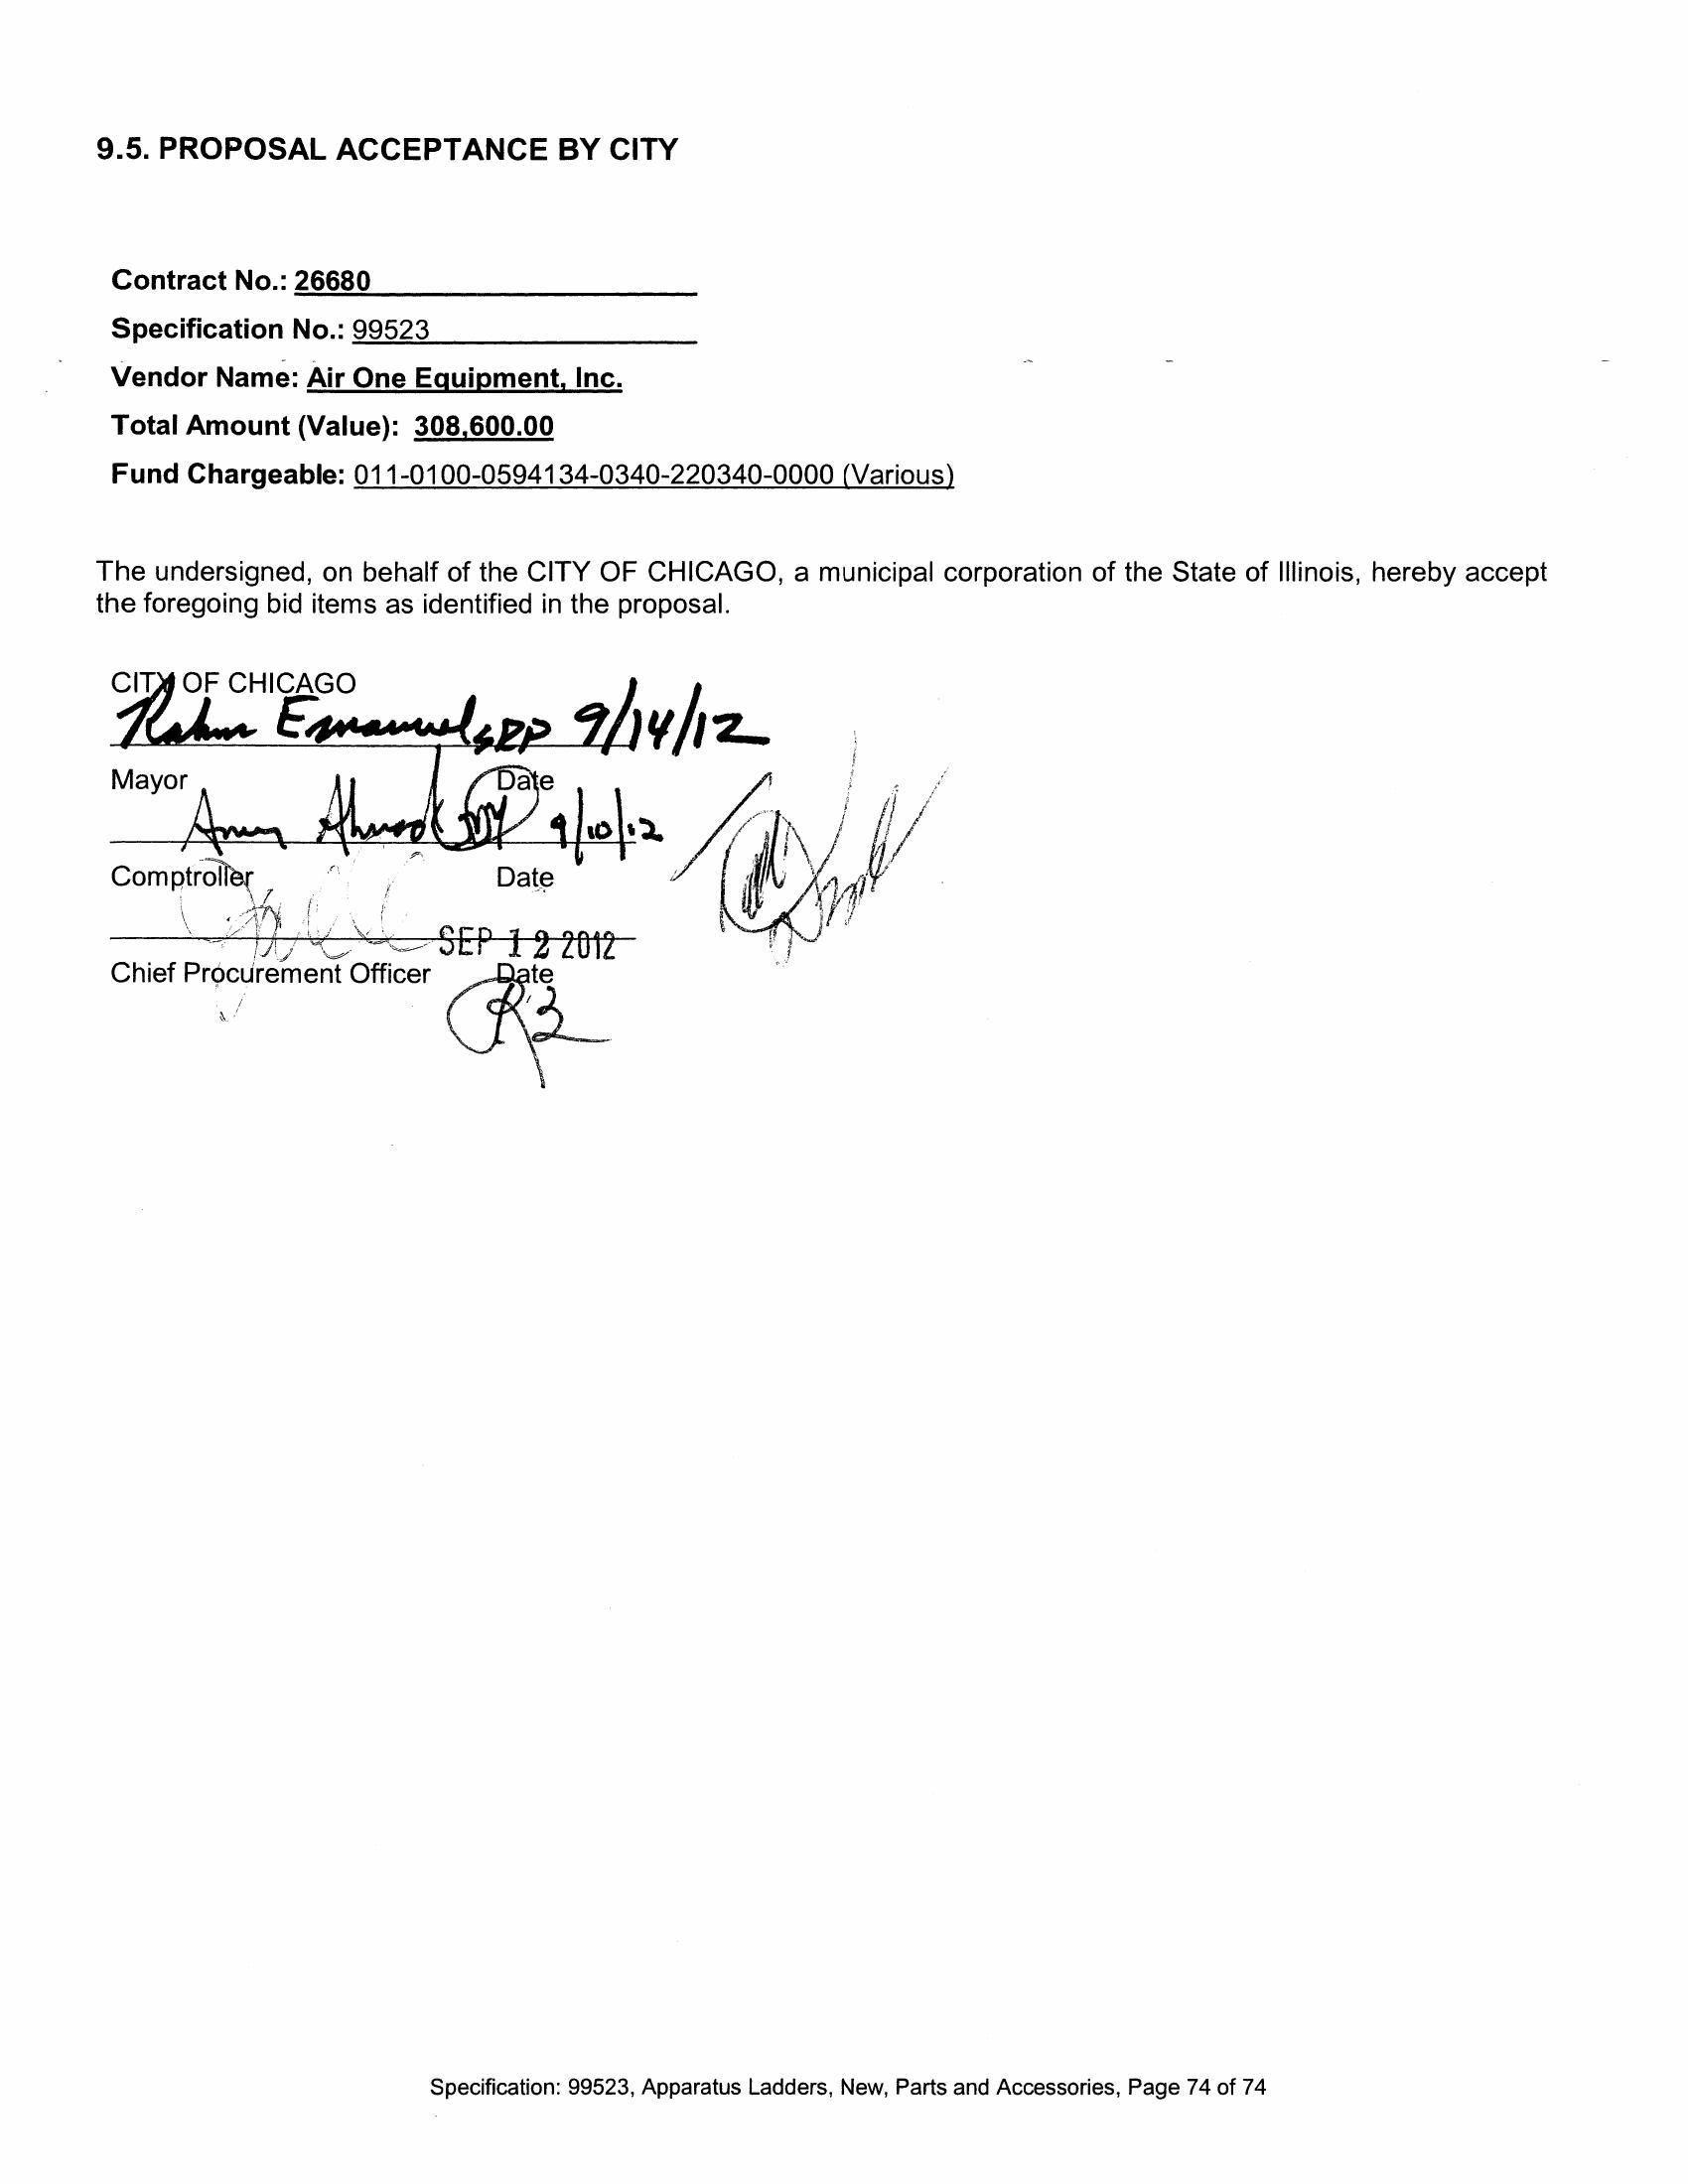 9.5. PROPOSAL ACCEPTANCE BY CITY
Contract No.: 26680
Specification No.: 99523
Vendor Name: Air One Equipment, Inc.
Total Amount (Value): 308,600.00
Fund Chargeable: 011-0100-0594134-0340-220340-0000 (Various)
The undersigned, on behalf of the CITY OF CHICAGO, a municipal corporation of the State of Illinois, hereby accept
the foregoing bid items as identified in the proposal.
CITY OF CHICAGO
Rahm Emanuel 9/14/12
Mayor Date
Amer Ahmad 9/10/12
Comptroller Date
SEP 12 2012
Chief Procurement Officer Date
Specification: 99523, Apparatus Ladders, New, Parts and Accessories, Page 74 of 74